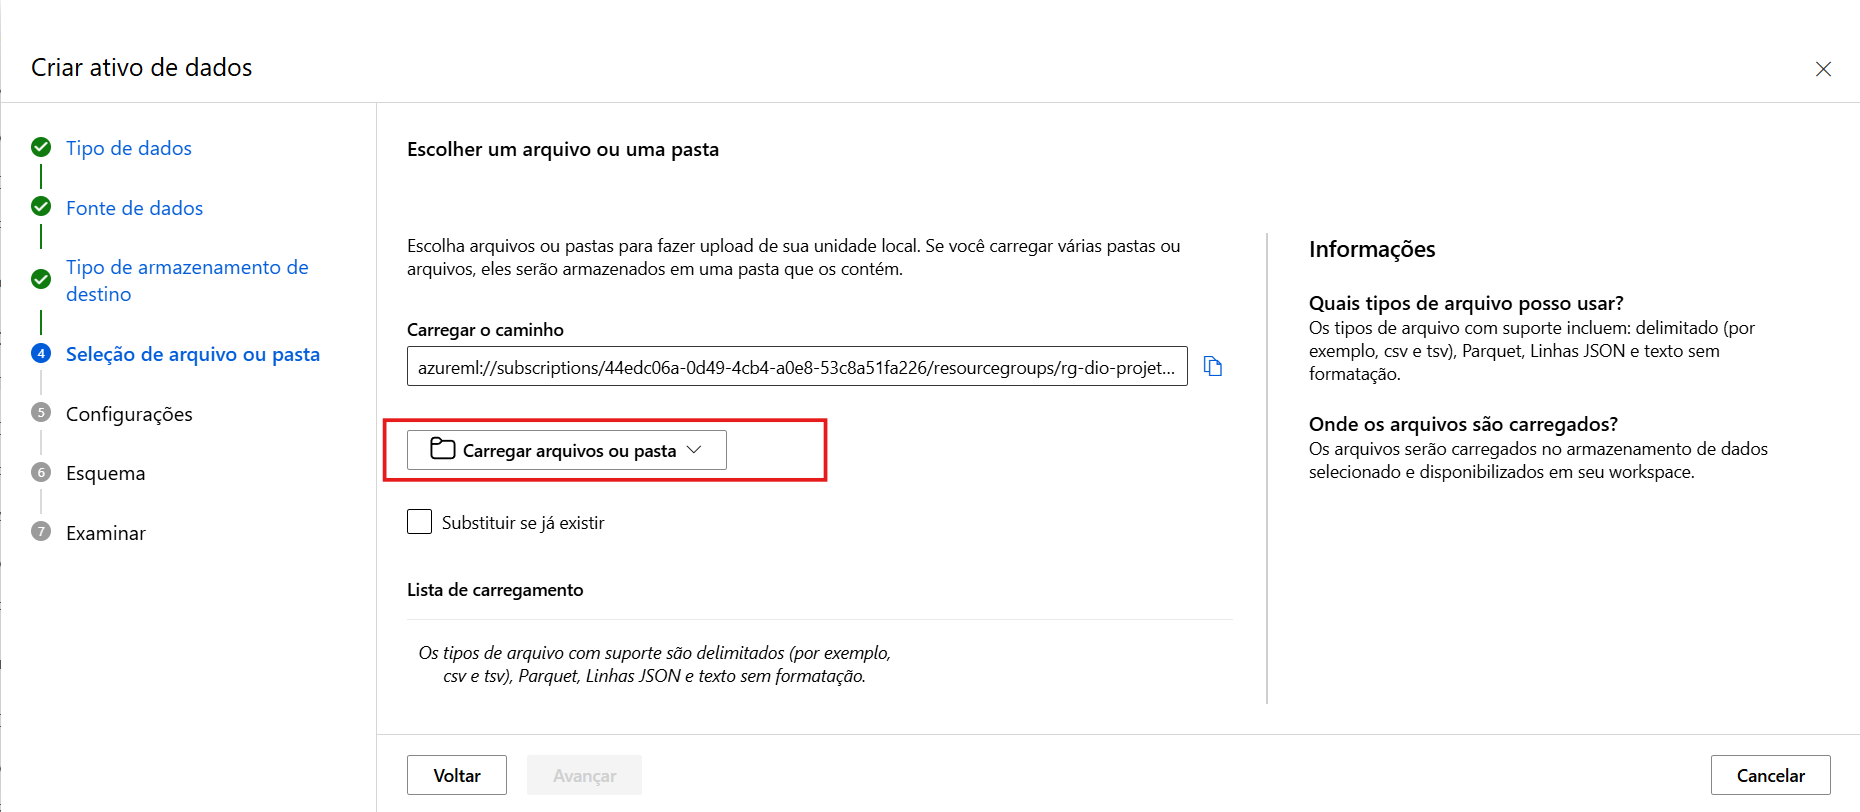 Criar ativo de dados
Tipo de dados
Fonte de dados
Tipo de armazenamento de
destino
4 Seleção de arquivo ou pasta
5 Configurações
6 Esquema
7 Examinar
Escolher um arquivo ou uma pasta
Escolha arquivos ou pastas para fazer upload de sua unidade local. Se você carregar várias pastas ou
arquivos, eles serão armazenados em uma pasta que os contém.
Carregar o caminho
azureml://subscriptions/44edc06a-0d49-4cb4-a0e8-53c8a51fa226/resourcegroups/rg-dio-projet...
Carregar arquivos ou pasta
Substituir se já existir
Lista de carregamento
Os tipos de arquivo com suporte são delimitados (por exemplo,
csv e tsv), Parquet, Linhas JSON e texto sem formatação.
Informações
Quais tipos de arquivo posso usar?
Os tipos de arquivo com suporte incluem: delimitado (por
exemplo, csv e tsv), Parquet, Linhas JSON e texto sem
formatação.
Onde os arquivos são carregados?
Os arquivos serão carregados no armazenamento de dados
selecionado e disponibilizados em seu workspace.
Voltar
Avançar
Cancelar